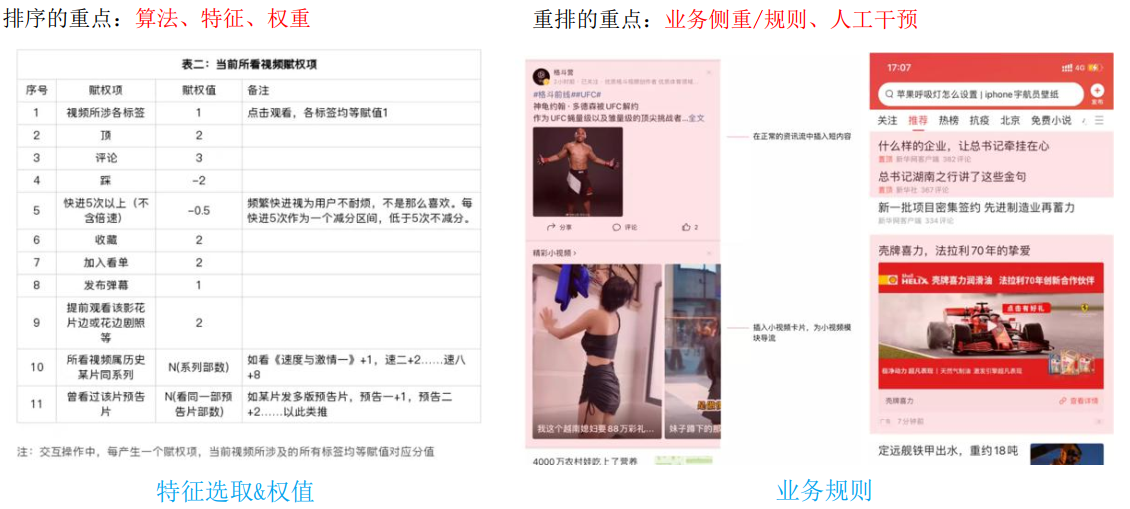 排序的重点：算法、特征、权重
表二：当前所看视频赋权项
序号 赋权项 赋权值 备注
1 视频所涉各标签 1 点击观看，各标签均等赋值1
2 顶 2
3 评论 3
4 踩 -2
5 快进5次以上（不含倍速） -0.5 频繁快进视为用户不耐烦，不是那么喜欢。每快进5次作为一个减分区间，低于5次不减分。
6 收藏 2
7 加入看单 2
8 发布弹幕 1
9 提前观看该影花片边或花边剧照等 2
10 所看视频属历史某片同系列 N(系列部数) 如看《速度与激情一》+1，速二+2……速八+8
11 曾看过该片预告片 N(看同一部预告片部数) 如某片发多版预告片，预告一+1，预告二+2……以此类推
注：交互操作中，每产生一个赋权项，当前视频所涉及的所有标签均等赋值对应分值
特征选取&权值
重排的重点：业务侧重/规则、人工干预
格斗营
#格斗前线##UFC#
神龟约翰·多德森被UFC解约
作为UFC蝇量级以及雏量级的顶尖挑战者...全文
分享 评论 2
精彩小视频 >
我这个越南媳妇要88万彩礼...
妹子蹲下的那
4000万农村娃吃上了营养
在正常的资讯流中插入短内容
插入小视频卡片，为小视频模
块导流
17:07
4G
苹果呼吸灯怎么设置 | iphone宇航员壁纸
发布
关注 推荐 热榜 抗疫 北京 免费小说
什么样的企业，让总书记牵挂在心
置顶 新华网客户端 382评论
总书记湖南之行讲了这些金句
置顶 新华社 367评论
新一批项目密集签约 先进制造业再蓄力
新华网客户端 334评论
壳牌喜力，法拉利70年的挚爱
Shell HELIX 壳牌喜力润滑油 法拉利70年创新合作伙伴
点击有好礼
极净动力 超凡表现 | 天然气制油 激发引擎超凡表现
壳牌喜力 查看详情
广告 7分钟前
定远舰铁甲出水，重约18吨
业务规则